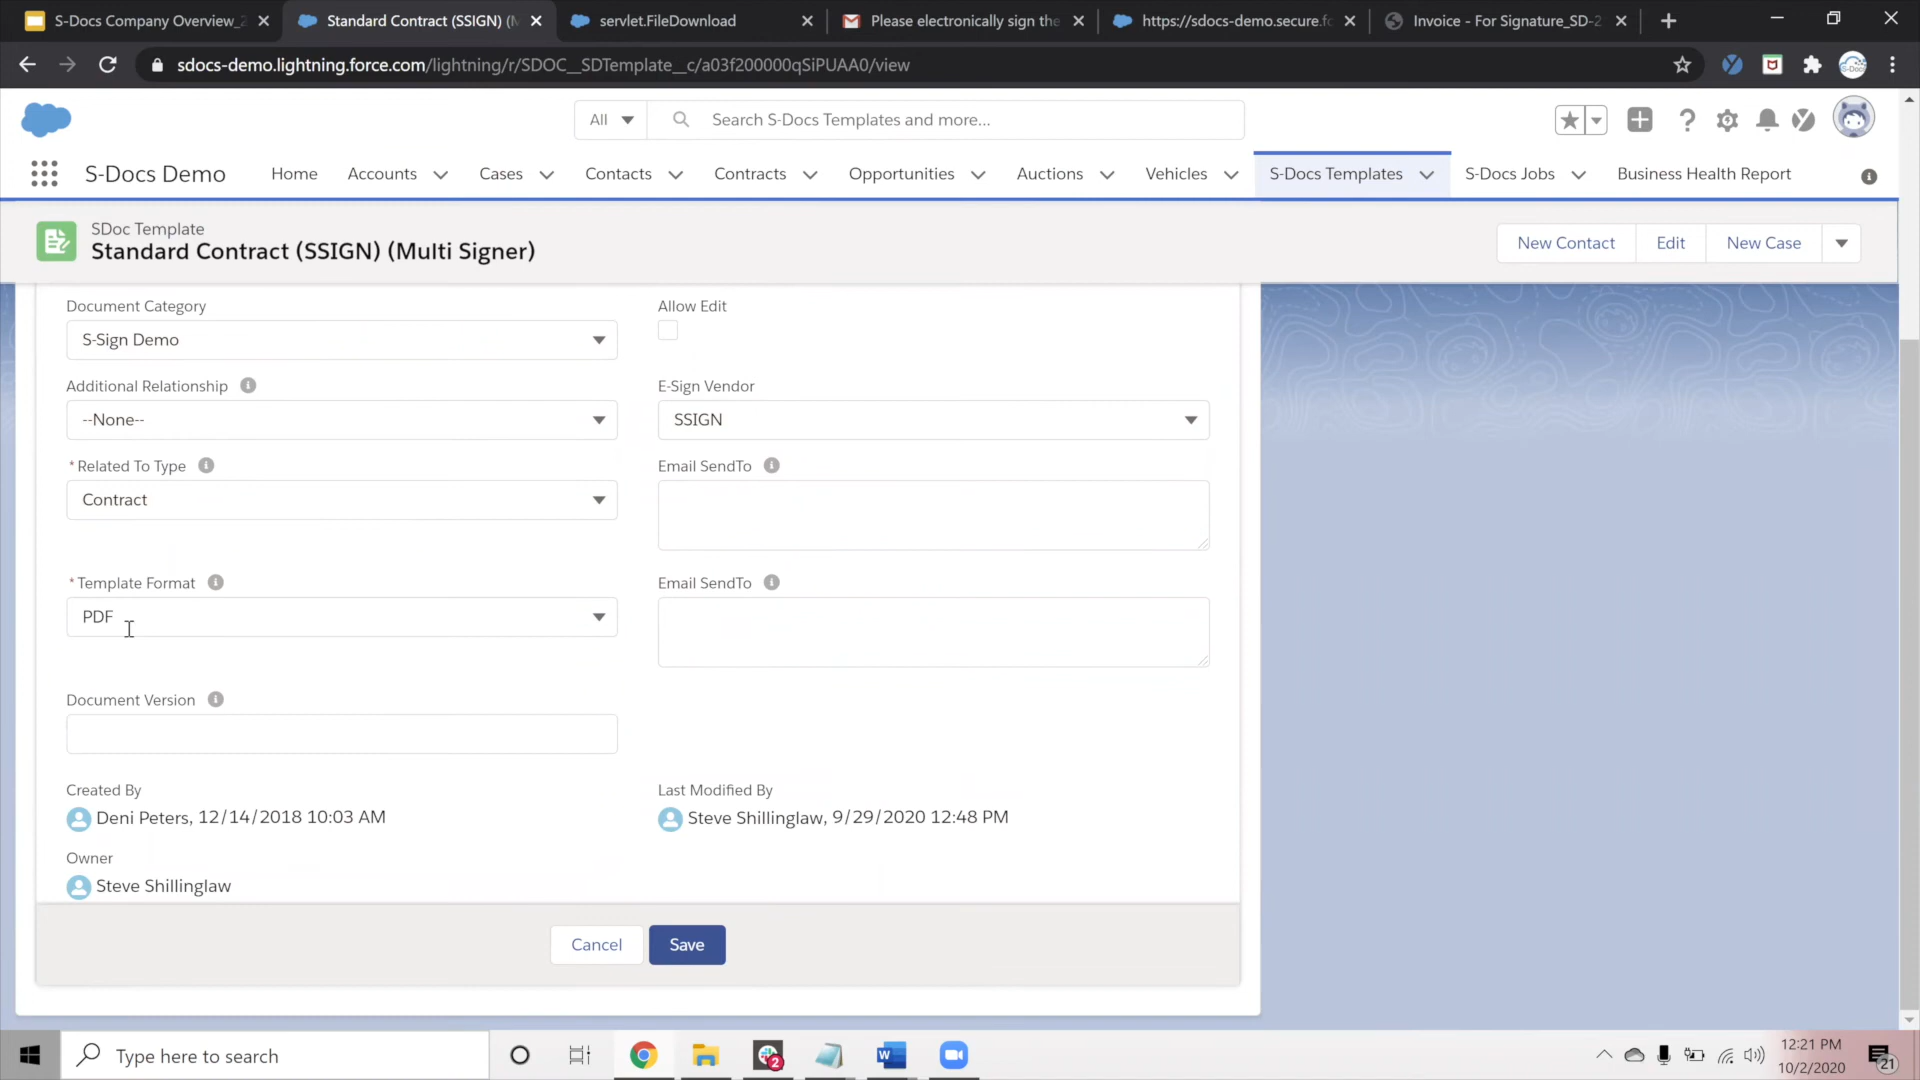 S-Docs Company Overview_2
Standard Contract (SSIGN) (M
servlet.FileDownload
Please electronically sign the
https://sdocs-demo.secure.fo
Invoice - For Signature_SD-2
sdocs-demo.lightning.force.com/lightning/r/SDOC__SDTemplate__c/a03f200000qSiPUAA0/view
All
Search S-Docs Templates and more...
S-Docs Demo
Home
Accounts
Cases
Contacts
Contracts
Opportunities
Auctions
Vehicles
S-Docs Templates
S-Docs Jobs
Business Health Report
SDoc Template
Standard Contract (SSIGN) (Multi Signer)
New Contact
Edit
New Case
Document Category
Allow Edit
S-Sign Demo
Additional Relationship
E-Sign Vendor
--None--
SSIGN
*Related To Type
Email SendTo
Contract
*Template Format
Email SendTo
PDF
Document Version
Created By
Last Modified By
Deni Peters, 12/14/2018 10:03 AM
Steve Shillinglaw, 9/29/2020 12:48 PM
Owner
Steve Shillinglaw
Cancel
Save
Type here to search
2
12:21 PM
10/2/2020
21